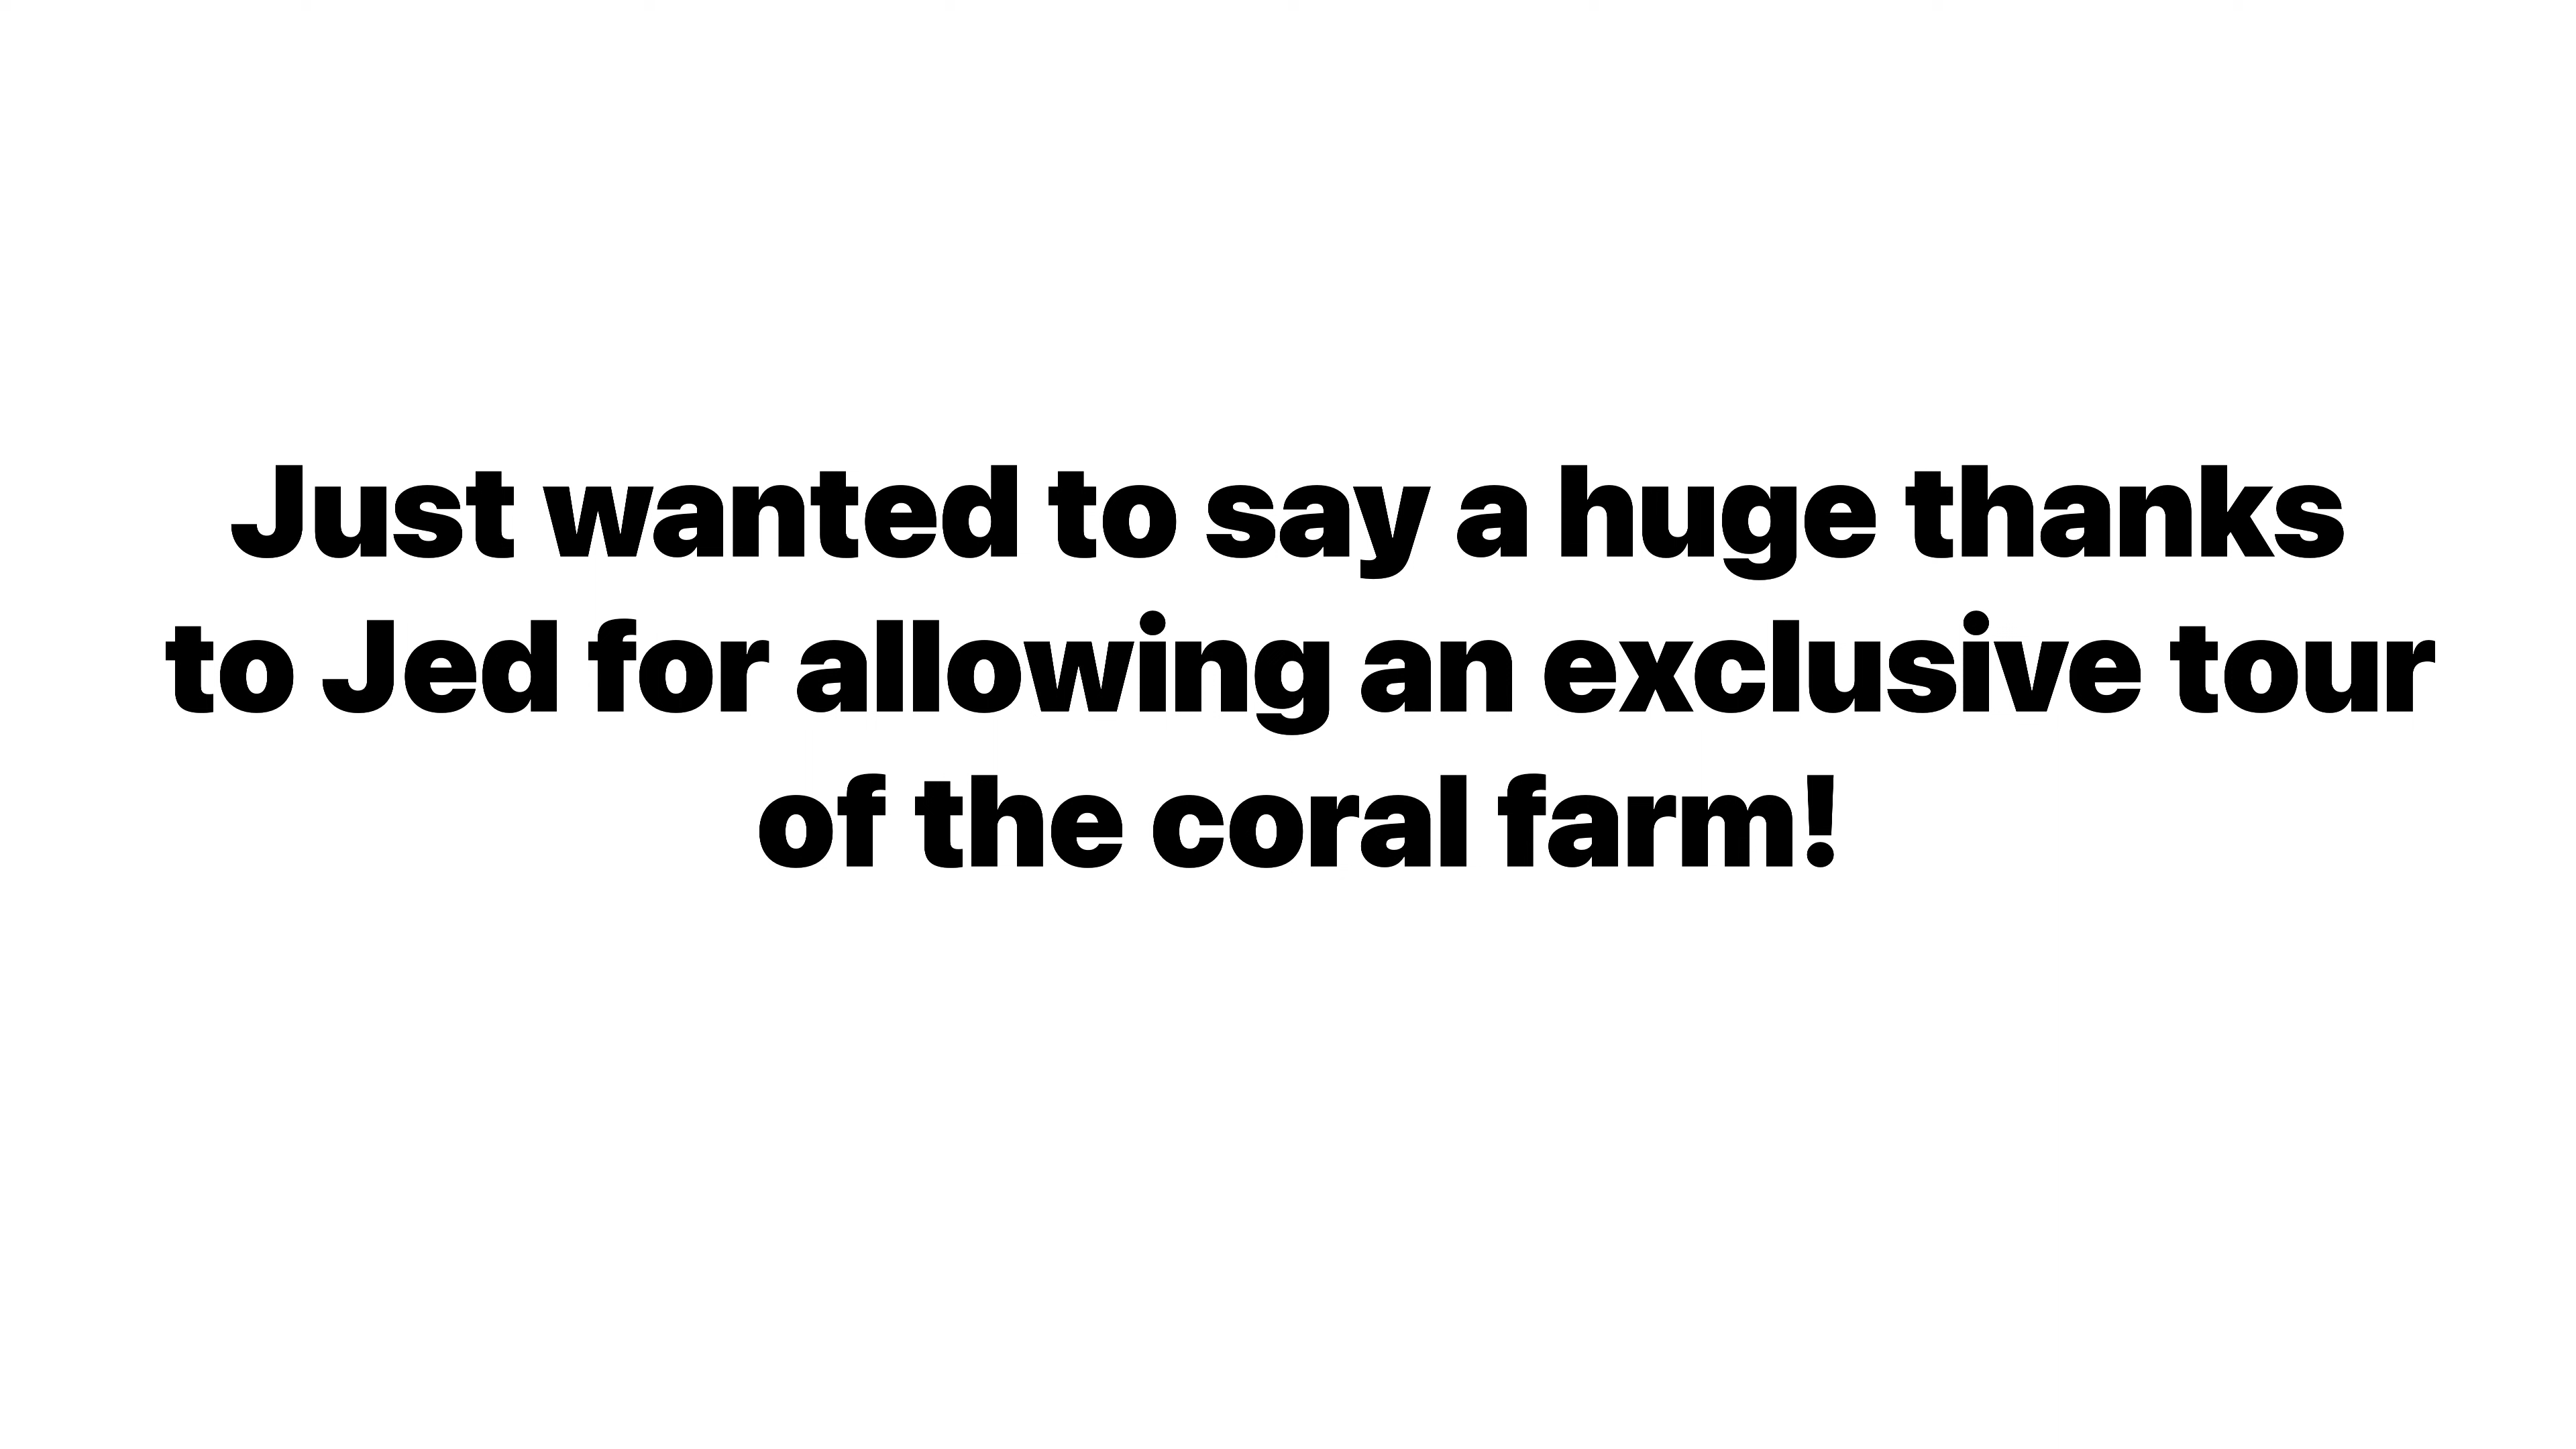 Just wanted to say a huge thanks
to Jed for allowing an exclusive tour
of the coral farm!